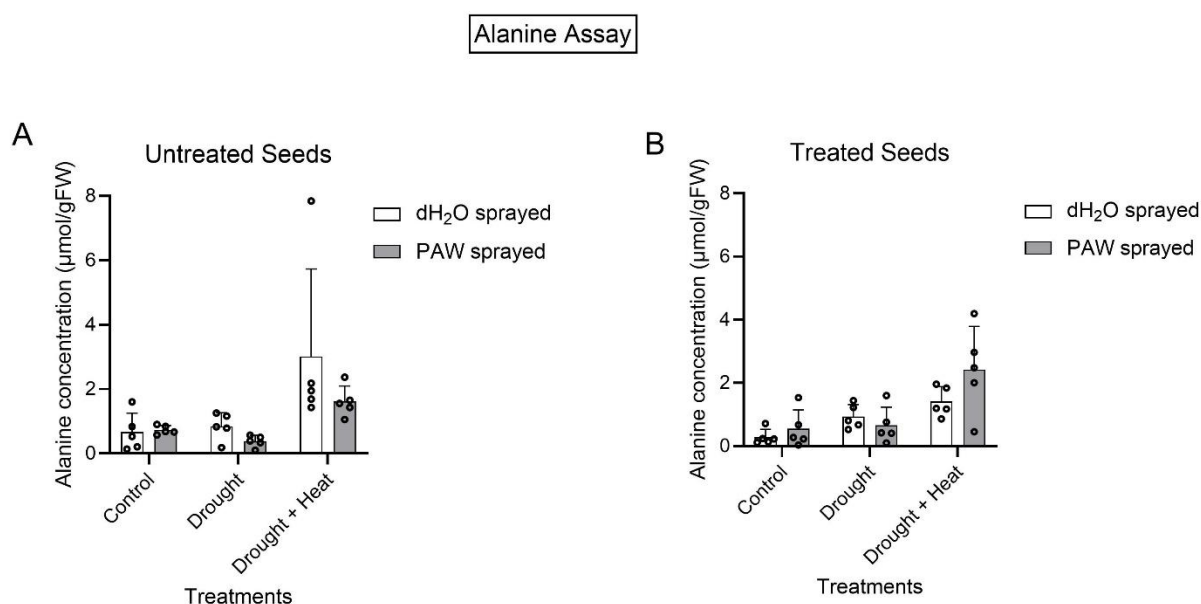 Alanine Assay
A
Untreated Seeds
Alanine concentration (µmol/gFW)
8
6
4
2
0
Control
Drought
Drought + Heat
Treatments
dH₂O sprayed
PAW sprayed
B
Treated Seeds
Alanine concentration (µmol/gFW)
8
6
4
2
0
Control
Drought
Drought + Heat
Treatments
dH₂O sprayed
PAW sprayed